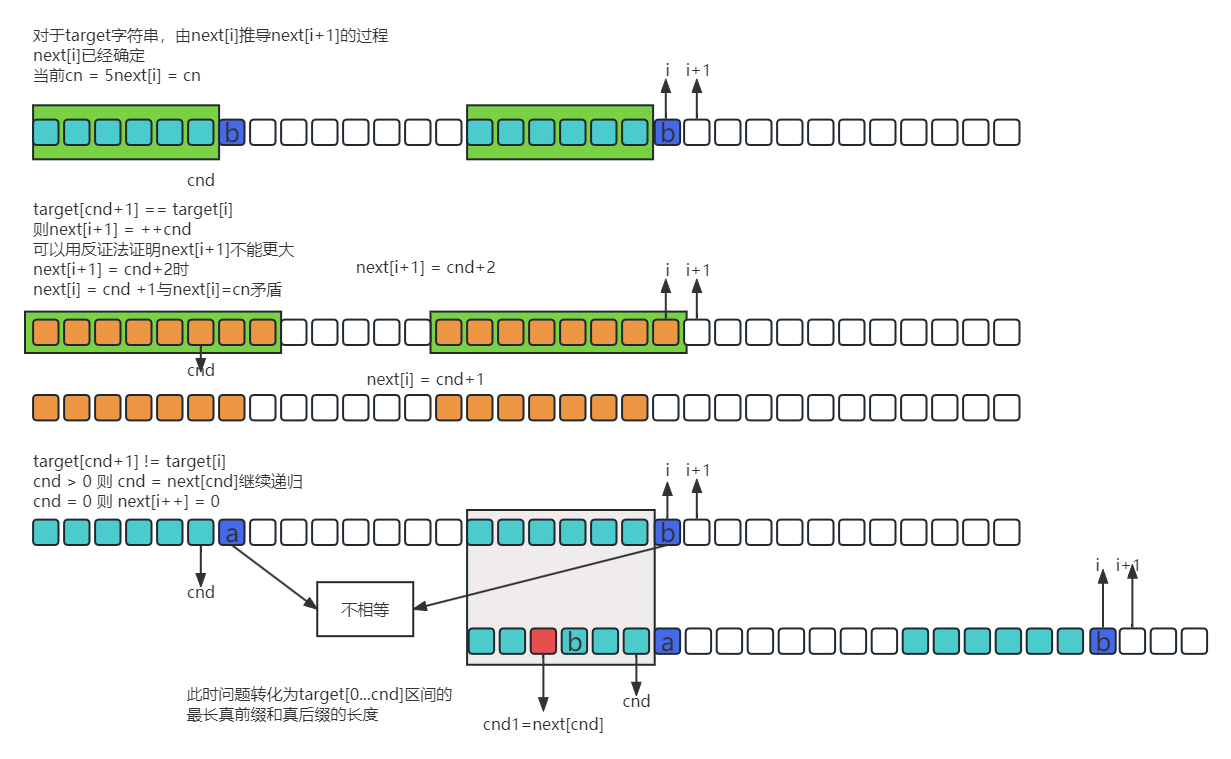 对于target字符串，由next[i]推导next[i+1]的过程
next[i]已经确定
当前cn = 5next[i] = cn
i
i+1
b
b
cnd
target[cnd+1] == target[i]
则next[i+1] = ++cnd
可以用反证法证明next[i+1]不能更大
next[i+1] = cnd+2时
next[i] = cnd +1与next[i]=cn矛盾
next[i+1] = cnd+2
i
i+1
cnd
next[i] = cnd+1
target[cnd+1] != target[i]
cnd > 0 则 cnd = next[cnd]继续递归
cnd = 0 则 next[i++] = 0
i
i+1
a
b
cnd
不相等
i
i+1
b
a
b
此时问题转化为target[0...cnd]区间的
最长真前缀和真后缀的长度
cnd
cnd1=next[cnd]